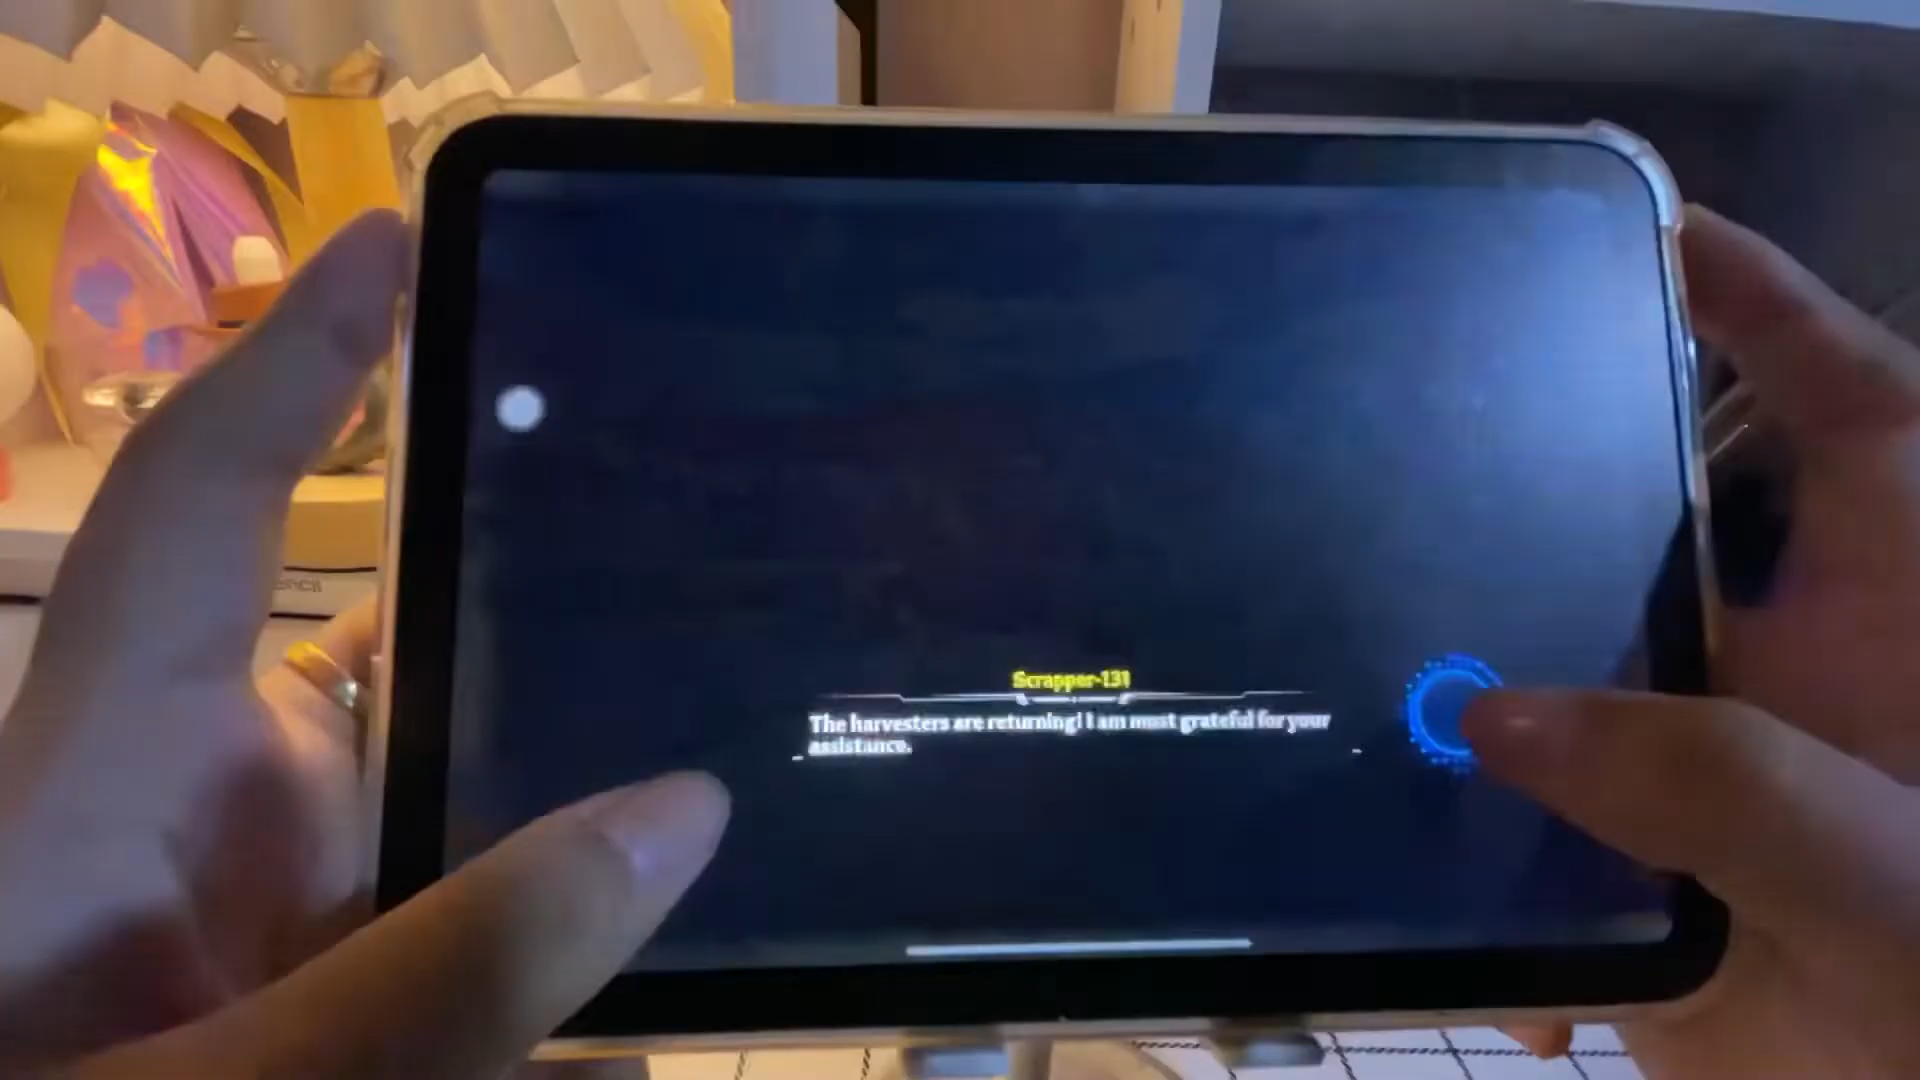 Scrapper-131
The harvesters are returning! I am most grateful for your
assistance.